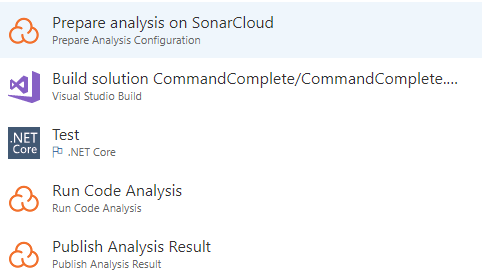 Prepare analysis on SonarCloud
Prepare Analysis Configuration
Build solution CommandComplete/CommandComplete....
Visual Studio Build
.NET
Core
Test
.NET Core
Run Code Analysis
Run Code Analysis
Publish Analysis Result
Publish Analysis Result